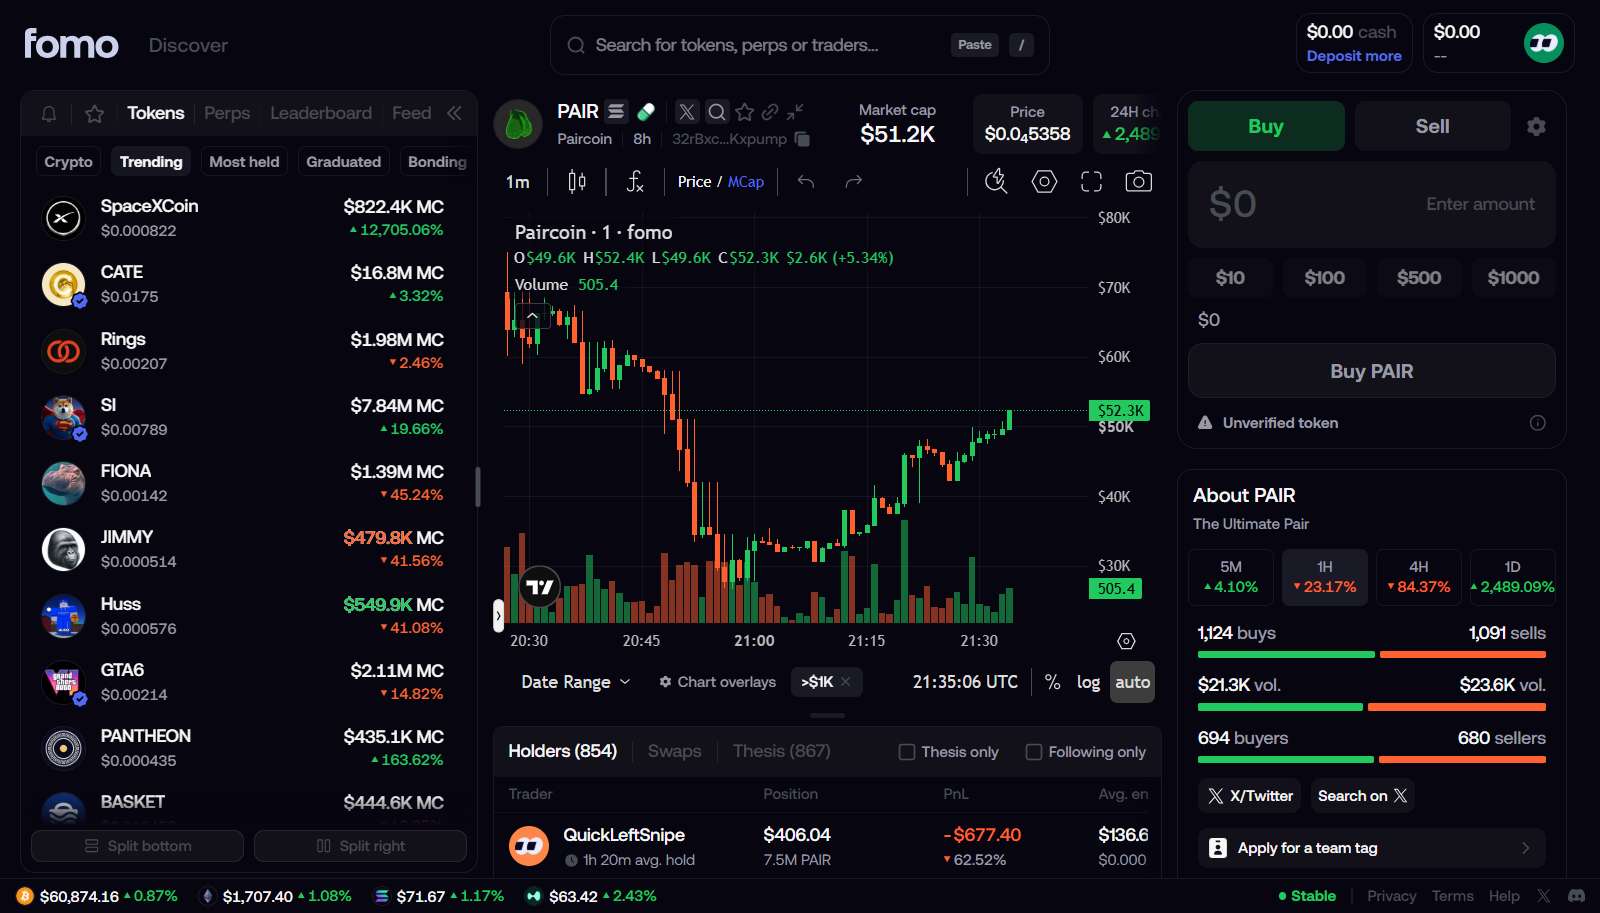 fomo
Discover
Search for tokens, perps or traders...
Paste
/
$0.00 cash
Deposit more
$0.00
--
Tokens
Perps
Leaderboard
Feed
Crypto
Trending
Most held
Graduated
Bonding
SpaceXCoin
$822.4K MC
$0.000822
12,705.06%
CATE
$16.8M MC
$0.0175
3.32%
Rings
$1.98M MC
$0.00207
2.46%
SI
$7.84M MC
$0.00789
19.66%
FIONA
$1.39M MC
$0.00142
45.24%
JIMMY
$479.8K MC
$0.000514
41.56%
Huss
$549.9K MC
$0.000576
41.08%
GTA6
$2.11M MC
$0.00214
14.82%
PANTHEON
$435.1K MC
$0.000435
163.62%
BASKET
$444.6K MC
Split bottom
Split right
PAIR
Paircoin
8h
32rBxc...Kxpump
Market cap
$51.2K
Price
$0.0₄5358
24H ch
2,489
1m
Price / MCap
Paircoin · 1 · fomo
O$49.6K H$52.4K L$49.6K C$52.3K $2.6K (+5.34%)
Volume 505.4
$80K
$70K
$60K
$52.3K
$50K
$40K
$30K
505.4
20:30
20:45
21:00
21:15
21:30
Date Range
Chart overlays
>$1K
21:35:06 UTC
%
log
auto
Holders (854)
Swaps
Thesis (867)
Thesis only
Following only
Trader
Position
PnL
Avg. en
QuickLeftSnipe
$406.04
-$677.40
$136.6
1h 20m avg. hold
7.5M PAIR
62.52%
$0.000
Buy
Sell
$0
Enter amount
$10
$100
$500
$1000
$0
Buy PAIR
Unverified token
About PAIR
The Ultimate Pair
5M
4.10%
1H
23.17%
4H
84.37%
1D
2,489.09%
1,124 buys
1,091 sells
$21.3K vol.
$23.6K vol.
694 buyers
680 sellers
X/Twitter
Search on X
Apply for a team tag
$60,874.16 0.87%
$1,707.40 1.08%
$71.67 1.17%
$63.42 2.43%
Stable
Privacy
Terms
Help